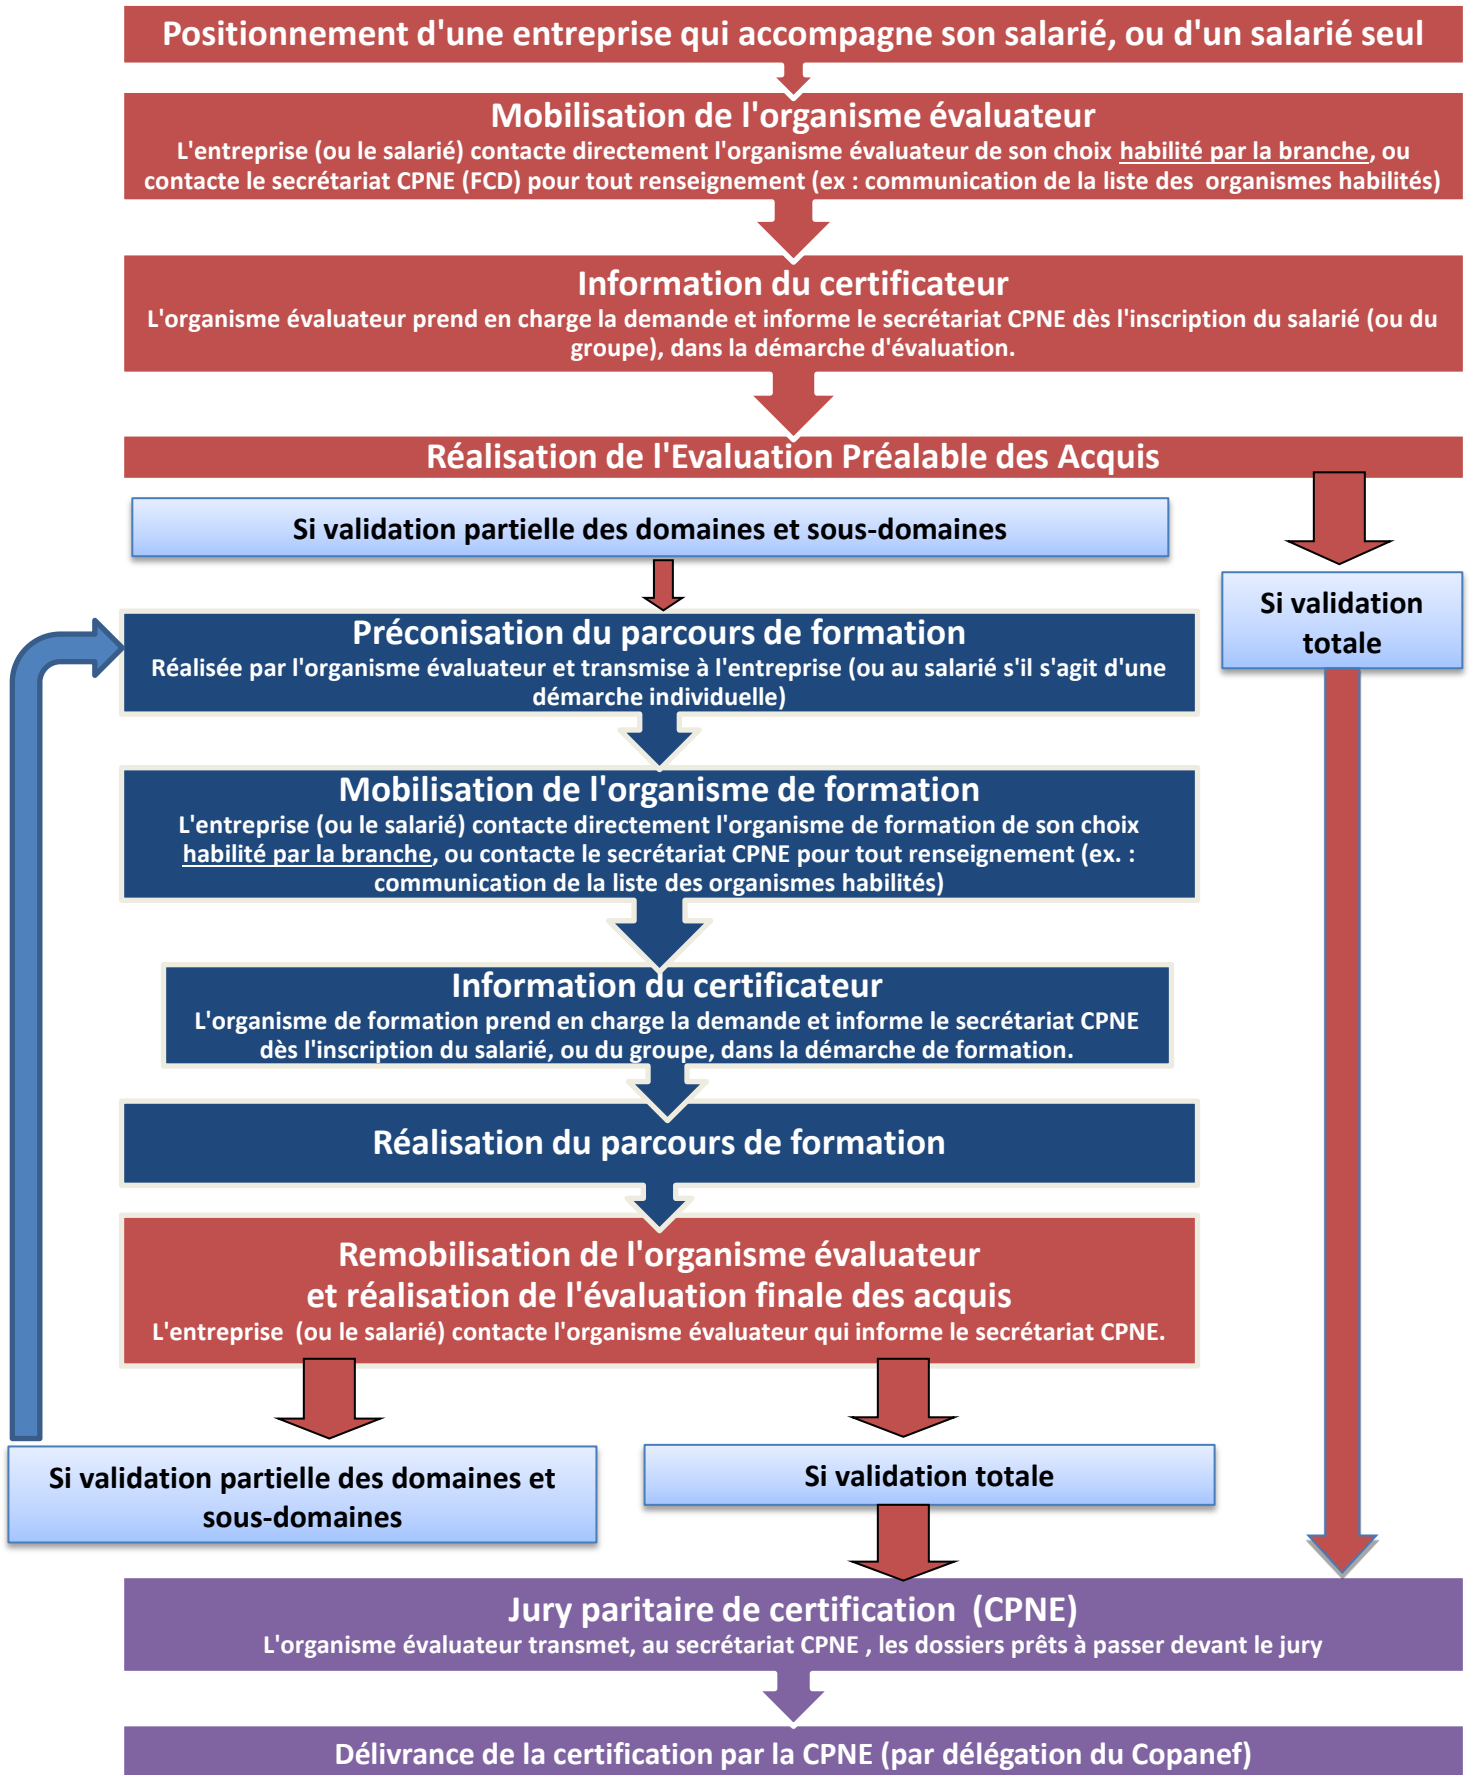 Positionnement d'une entreprise qui accompagne son salarié, ou d'un salarié seul
Mobilisation de l'organisme évaluateur
L'entreprise (ou le salarié) contacte directement l'organisme évaluateur de son choix habilité par la branche, ou
contacte le secrétariat CPNE (FCD) pour tout renseignement (ex : communication de la liste des organismes habilités)
Information du certificateur
L'organisme évaluateur prend en charge la demande et informe le secrétariat CPNE dès l'inscription du salarié (ou du
groupe), dans la démarche d'évaluation.
Réalisation de l'Evaluation Préalable des Acquis
Si validation partielle des domaines et sous-domaines
Si validation
totale
Préconisation du parcours de formation
Réalisée par l'organisme évaluateur et transmise à l'entreprise (ou au salarié s'il s'agit d'une
démarche individuelle)
Mobilisation de l'organisme de formation
L'entreprise (ou le salarié) contacte directement l'organisme de formation de son choix
habilité par la branche, ou contacte le secrétariat CPNE pour tout renseignement (ex. :
communication de la liste des organismes habilités)
Information du certificateur
L'organisme de formation prend en charge la demande et informe le secrétariat CPNE
dès l'inscription du salarié, ou du groupe, dans la démarche de formation.
Réalisation du parcours de formation
Remobilisation de l'organisme évaluateur
et réalisation de l'évaluation finale des acquis
L'entreprise (ou le salarié) contacte l'organisme évaluateur qui informe le secrétariat CPNE.
Si validation partielle des domaines et
sous-domaines
Si validation totale
Jury paritaire de certification (CPNE)
L'organisme évaluateur transmet, au secrétariat CPNE , les dossiers prêts à passer devant le jury
Délivrance de la certification par la CPNE (par délégation du Copanef)